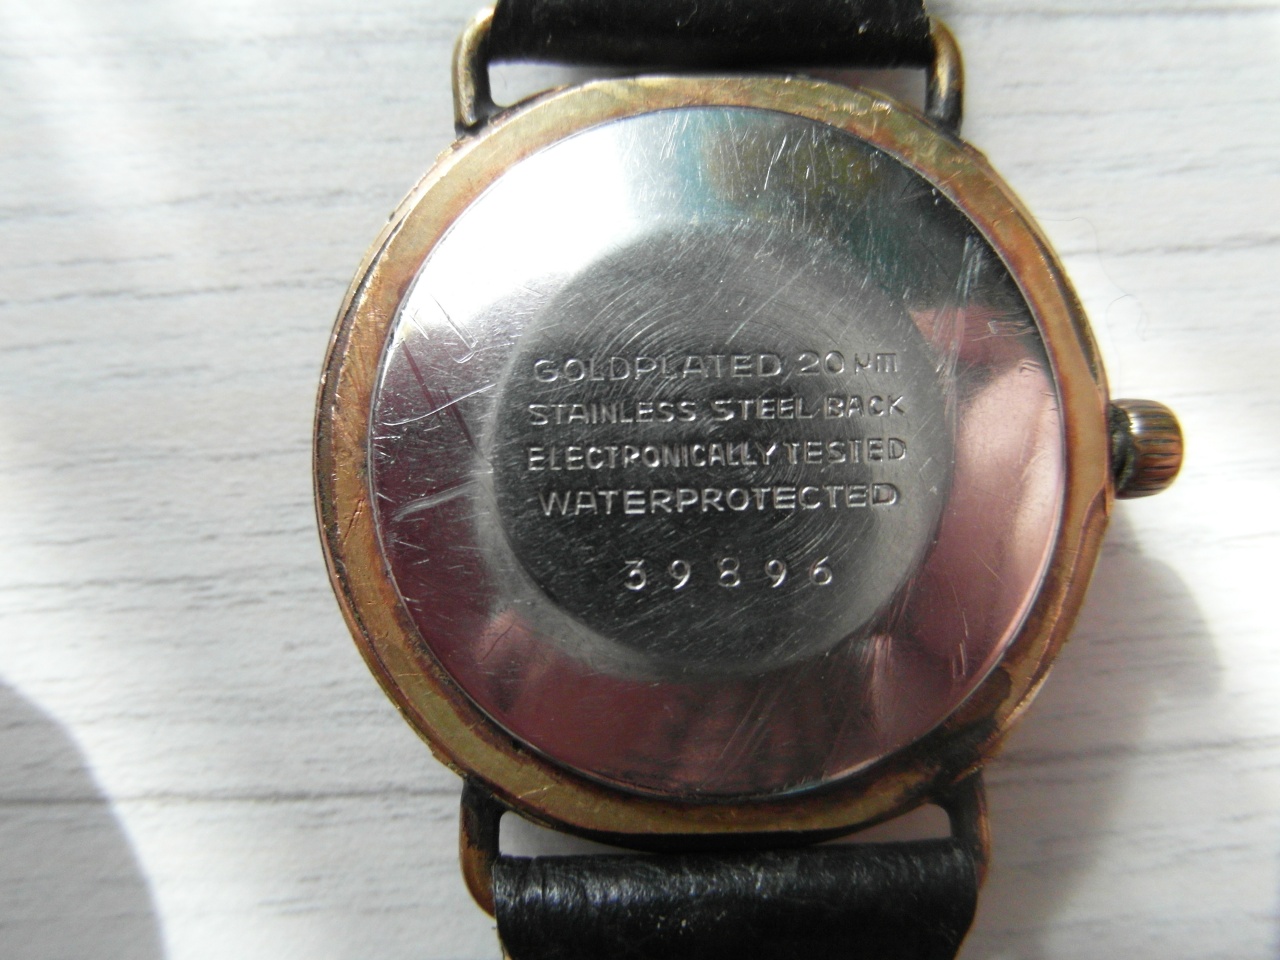 GOLDPLATED 20 µm
STAINLESS STEEL BACK
ELECTRONICALLY TESTED
WATERPROTECTED
39896